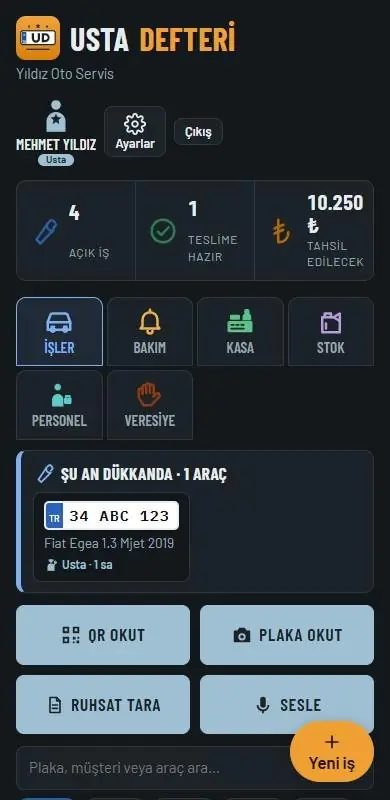 UD
USTA DEFTERİ
Yıldız Oto Servis
MEHMET YILDIZ
Usta
Ayarlar
Çıkış
4
AÇIK İŞ
1
TESLİME
HAZIR
10.250
₺
TAHSİL
EDİLECEK
İŞLER
BAKIM
KASA
STOK
PERSONEL
VERESİYE
ŞU AN DÜKKANDA · 1 ARAÇ
TR 34 ABC 123
Fiat Egea 1.3 Mjet 2019
Usta · 1 sa
QR OKUT
PLAKA OKUT
RUHSAT TARA
SESLE
+
Yeni iş
Plaka, müşteri veya araç ara...